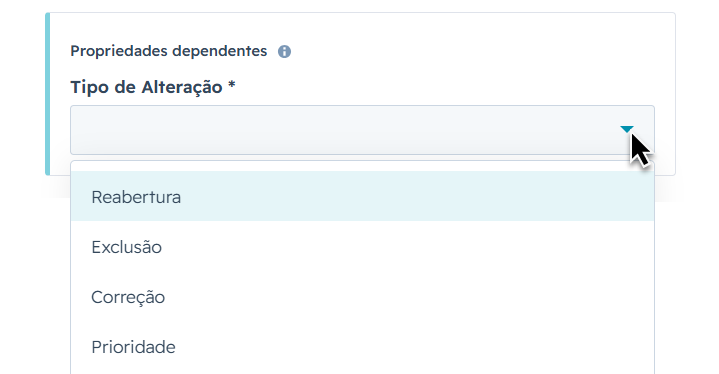 Propriedades dependentes
Tipo de Alteração *
Reabertura
Exclusão
Correção
Prioridade